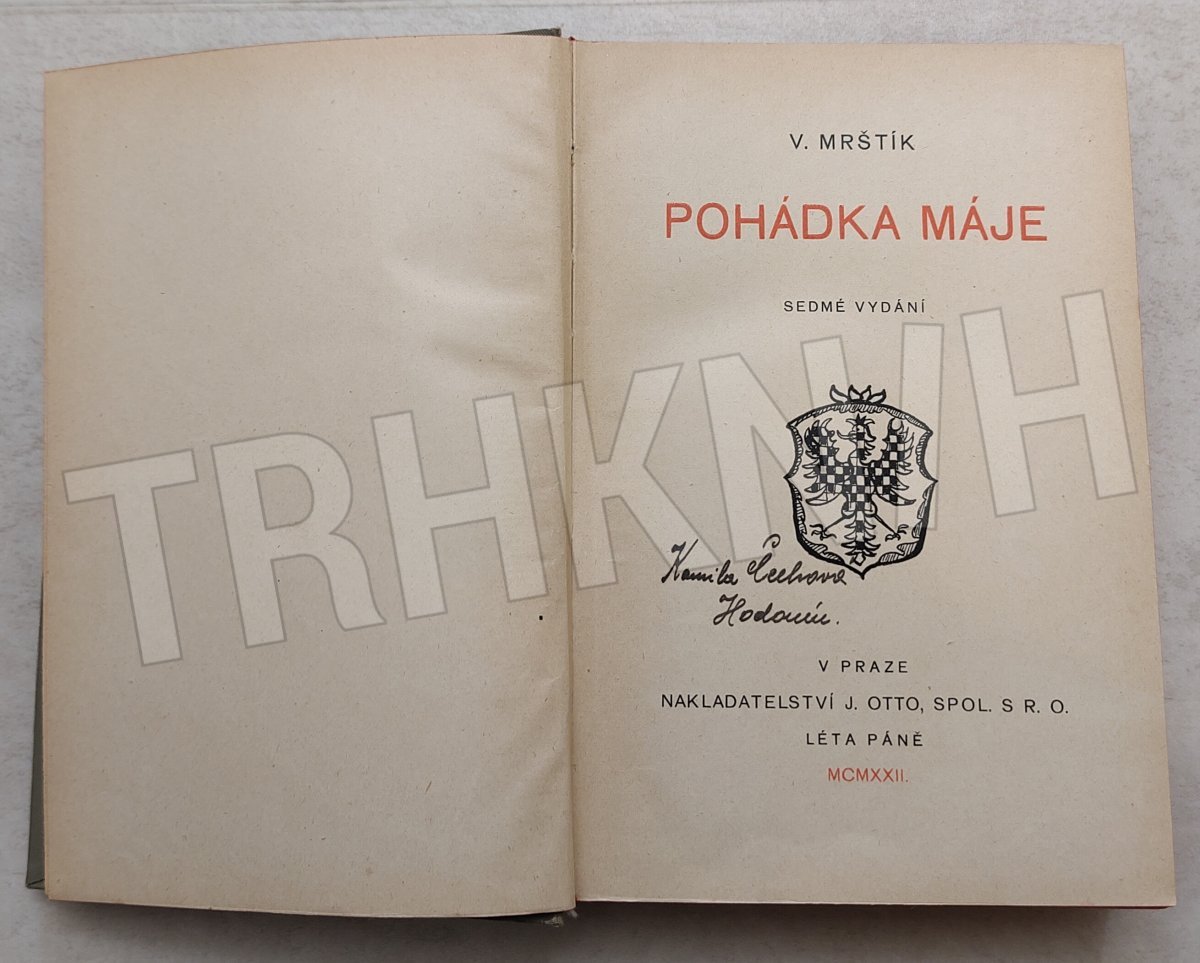 V. MRŠTÍK
POHÁDKA MÁJE
SEDMÉ VYDÁNÍ
TRHKNIH
Kamila Čechová
Hodonín.
V PRAZE
NAKLADATELSTVÍ J. OTTO, SPOL. S R. O.
LÉTA PÁNĚ
MCMXXII.